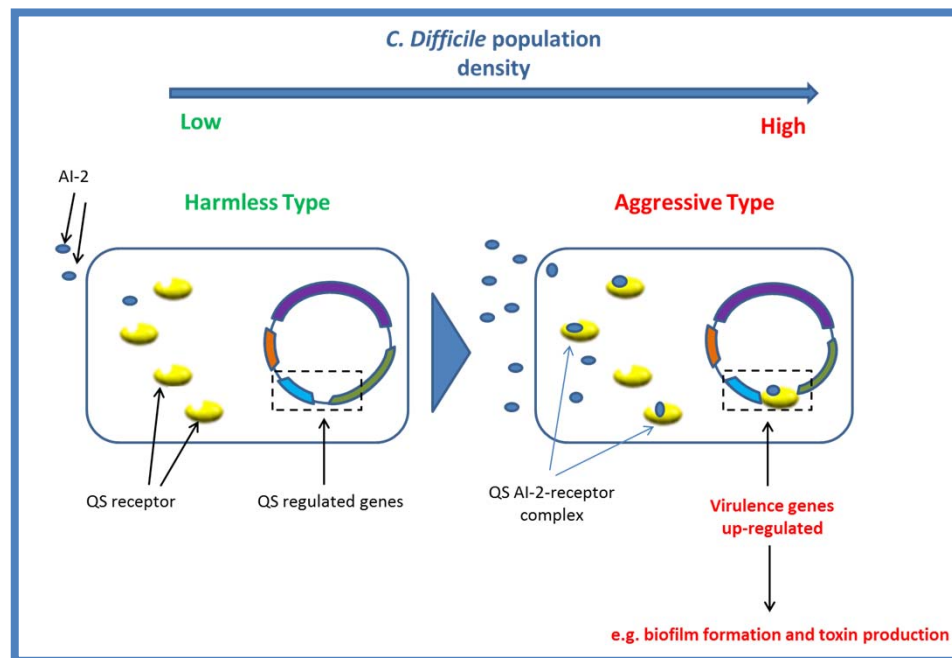 C. Difficile population
density
Low
High
AI-2
Harmless Type
Aggressive Type
QS receptor
QS regulated genes
QS AI-2-receptor
complex
Virulence genes
up-regulated
e.g. biofilm formation and toxin production